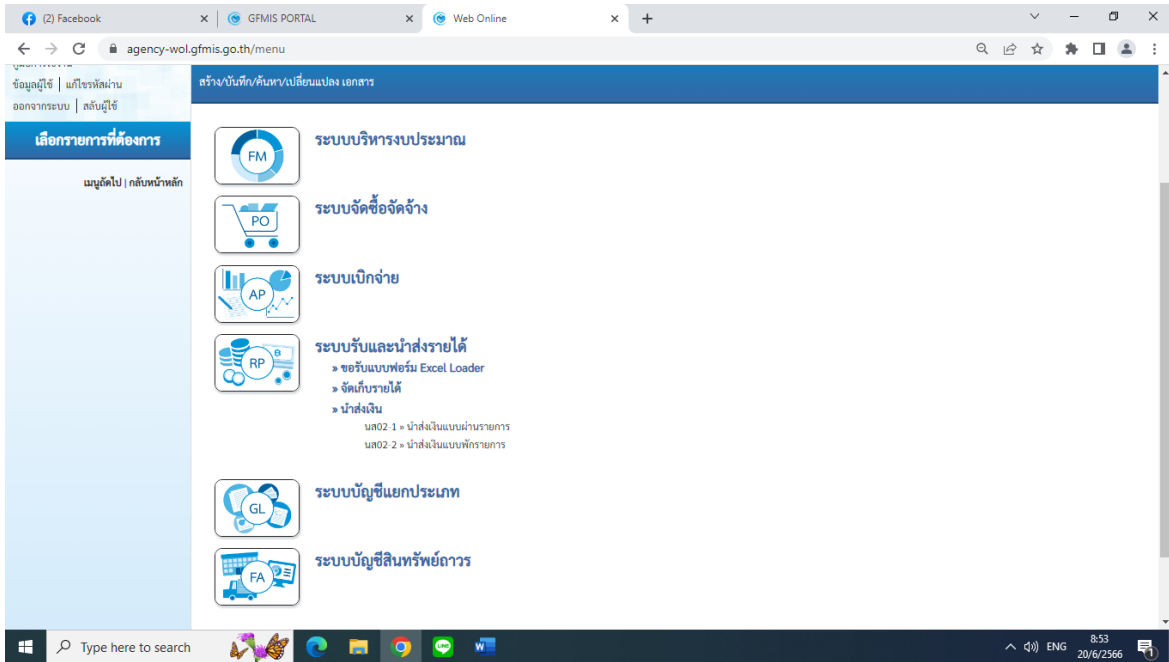 (2) Facebook
GFMIS PORTAL
Web Online
agency-wol.gfmis.go.th/menu
ข้อมูลผู้ใช้ | แก้ไขรหัสผ่าน
ออกจากระบบ | สลับผู้ใช้
เลือกรายการที่ต้องการ
เมนูถัดไป | กลับหน้าหลัก
สร้าง/บันทึก/ค้นหา/เปลี่ยนแปลง เอกสาร
FM
ระบบบริหารงบประมาณ
PO
ระบบจัดซื้อจัดจ้าง
AP
ระบบเบิกจ่าย
RP
ระบบรับและนำส่งรายได้
» ขอรับแบบฟอร์ม Excel Loader
» จัดเก็บรายได้
» นำส่งเงิน
นส02-1 » นำส่งเงินแบบผ่านรายการ
นส02-2 » นำส่งเงินแบบพักรายการ
GL
ระบบบัญชีแยกประเภท
FA
ระบบบัญชีสินทรัพย์ถาวร
Type here to search
ENG
8:53
20/6/2566